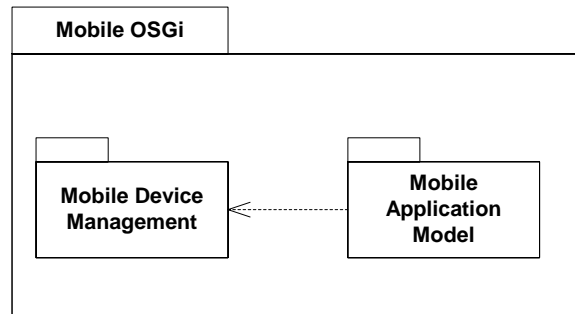 Mobile OSGi
Mobile Device
Management
Mobile
Application
Model